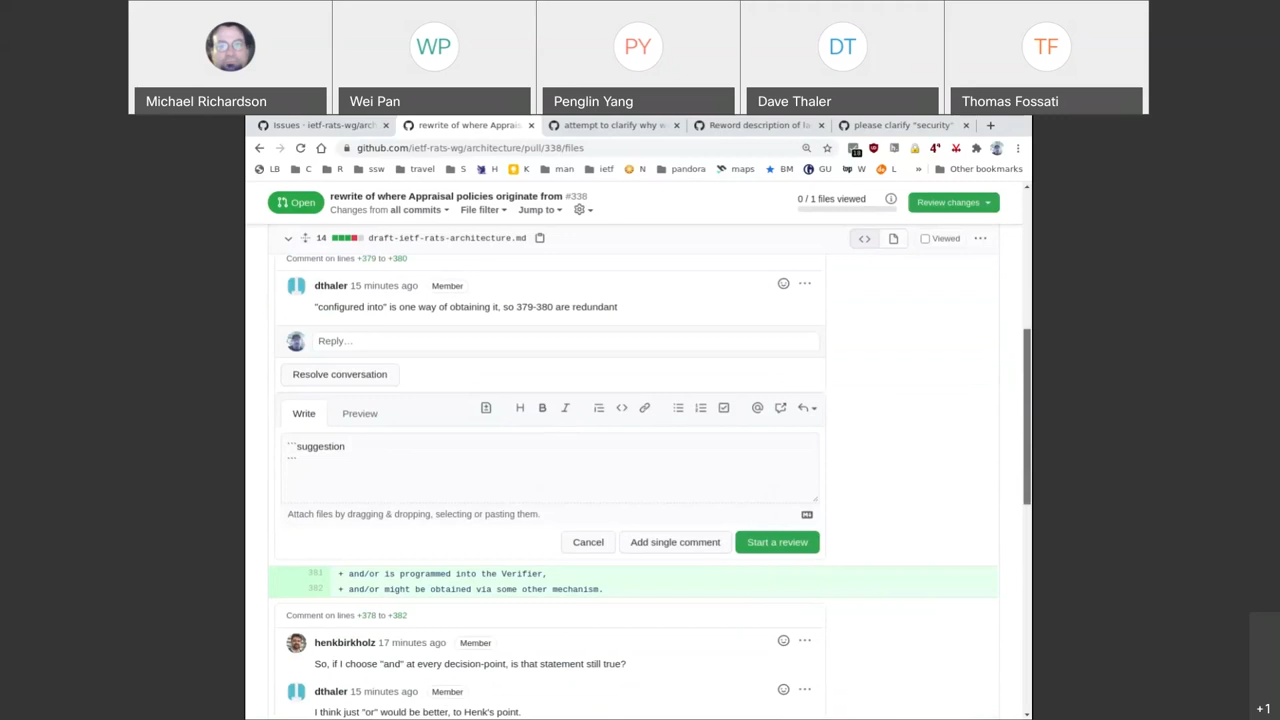 WP
PY
DT
TF
Michael Richardson
Wei Pan
Penglin Yang
Dave Thaler
Thomas Fossati
Issues · ietf-rats-wg/arch
rewrite of where Apprais
attempt to clarify why w
Reword description of la
please clarify "security"
github.com/ietf-rats-wg/architecture/pull/338/files
LB
C
R
ssw
travel
S
H
K
man
ietf
N
pandora
maps
BM
GU
W
L
»
Other bookmarks
Open
rewrite of where Appraisal policies originate from #338
Changes from all commits
File filter
Jump to
0 / 1 files viewed
Review changes
14 draft-ietf-rats-architecture.md
Viewed
Comment on lines +379 to +380
dthaler 15 minutes ago Member
"configured into" is one way of obtaining it, so 379-380 are redundant
Reply…
Resolve conversation
Write
Preview
```suggestion
```
Attach files by dragging & dropping, selecting or pasting them.
Cancel
Add single comment
Start a review
381 + and/or is programmed into the Verifier,
382 + and/or might be obtained via some other mechanism.
Comment on lines +378 to +382
henkbirkholz 17 minutes ago Member
So, if I choose "and" at every decision-point, is that statement still true?
dthaler 15 minutes ago Member
I think just "or" would be better, to Henk's point.
+1